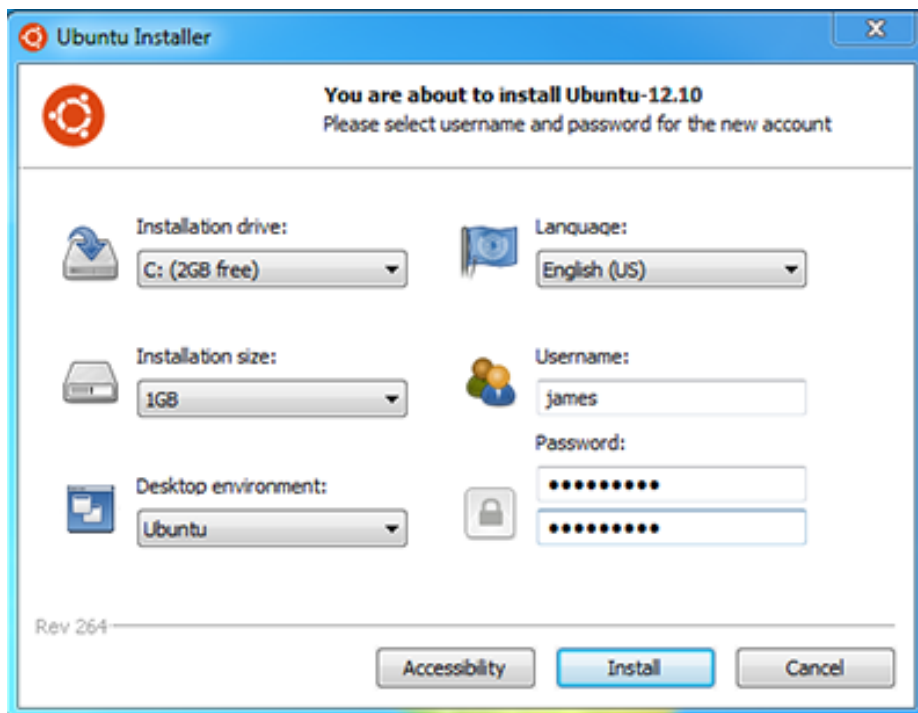 Ubuntu Installer
You are about to install Ubuntu-12.10
Please select username and password for the new account
Installation drive:
C: (2GB free)
Language:
English (US)
Installation size:
1GB
Username:
james
Password:
●●●●●●●●●
Desktop environment:
Ubuntu
●●●●●●●●●
Rev 264
Accessibility
Install
Cancel